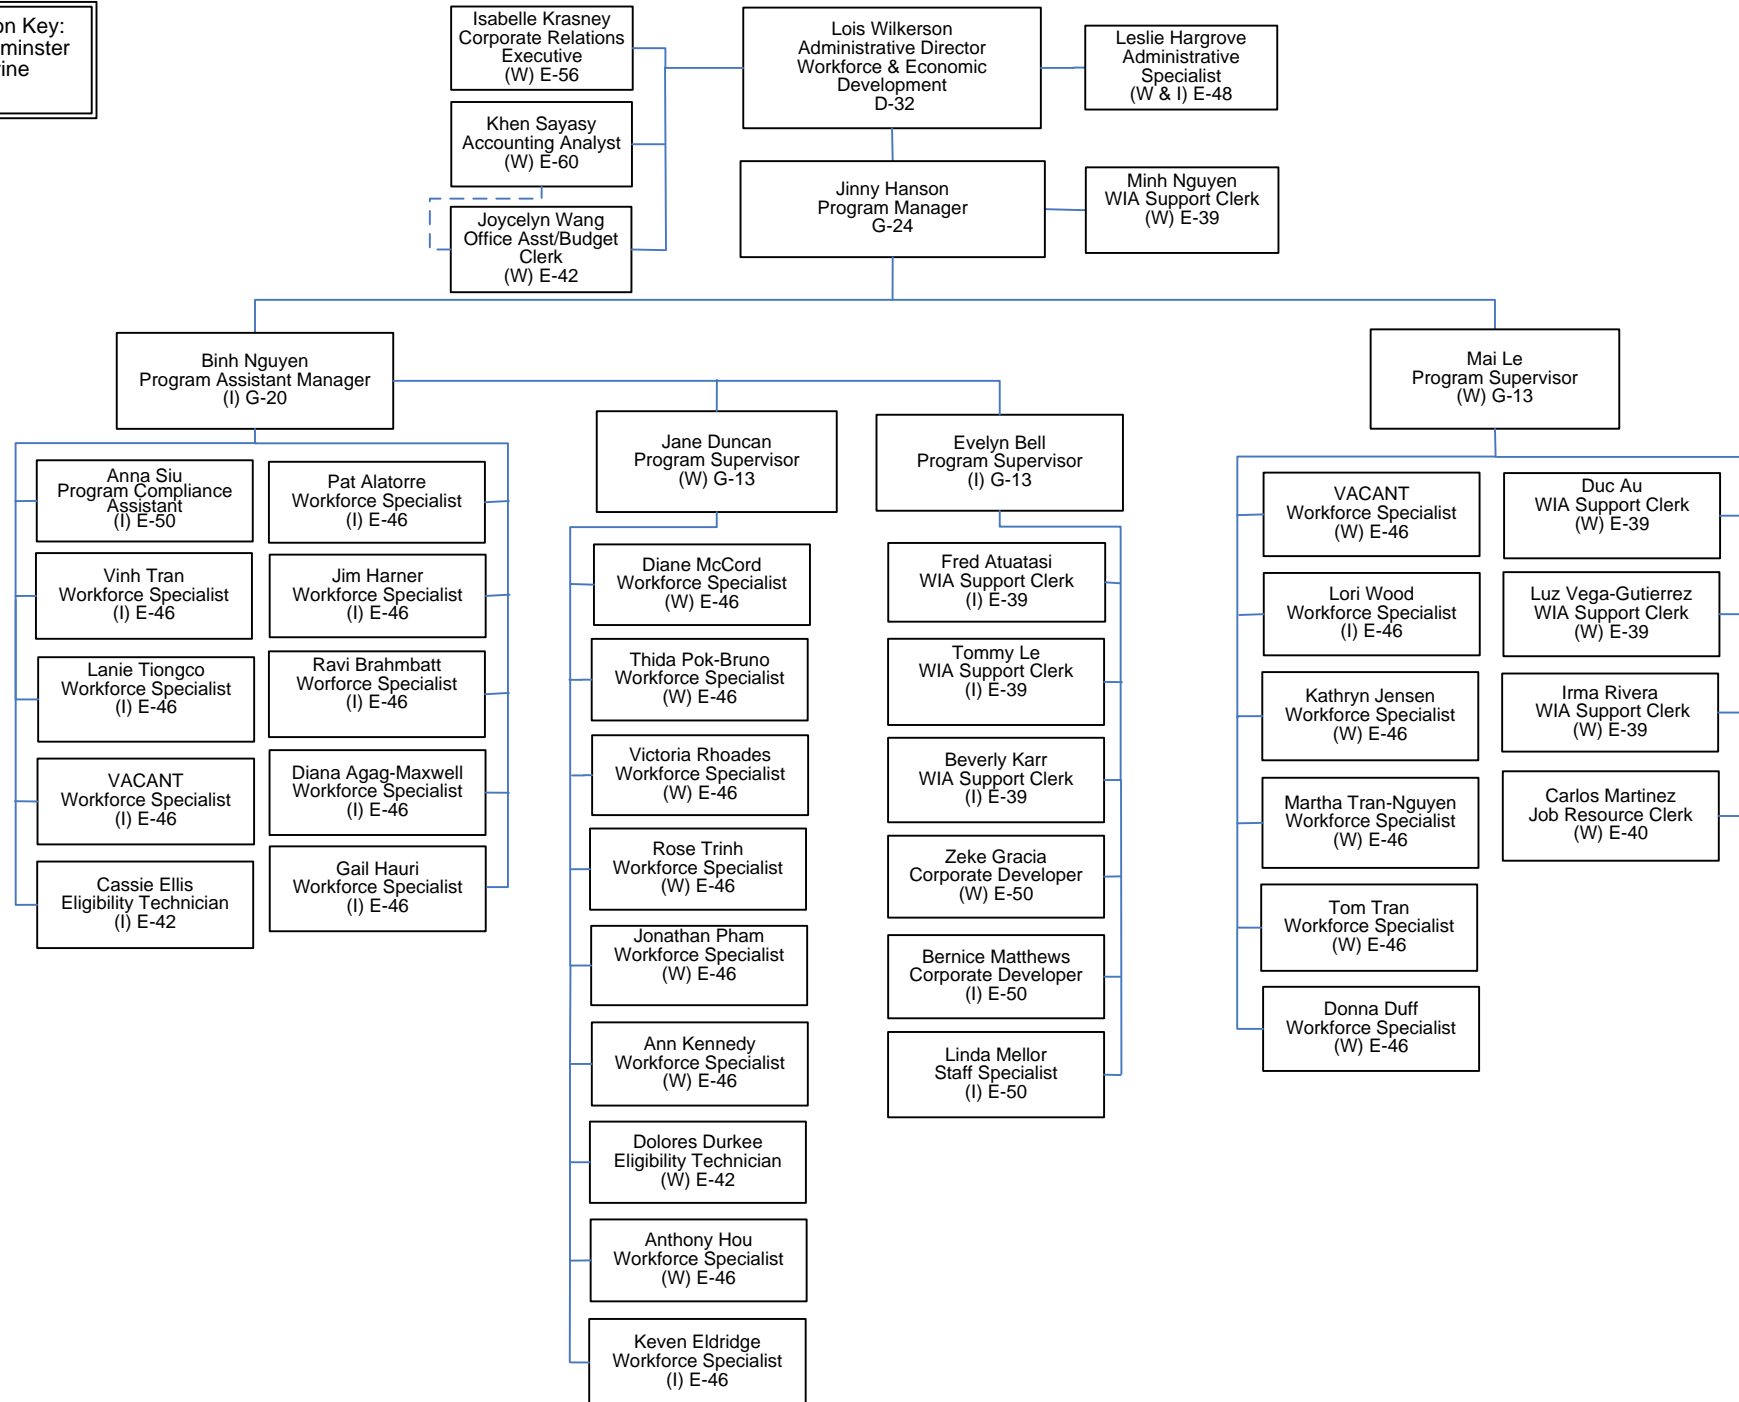 on Key:
minster
ine
Isabelle Krasney
Corporate Relations
Executive
(W) E-56
Lois Wilkerson
Administrative Director
Workforce & Economic
Development
D-32
Leslie Hargrove
Administrative
Specialist
(W & I) E-48
Khen Sayasy
Accounting Analyst
(W) E-60
Jinny Hanson
Program Manager
G-24
Minh Nguyen
WIA Support Clerk
(W) E-39
Joycelyn Wang
Office Asst/Budget
Clerk
(W) E-42
Binh Nguyen
Program Assistant Manager
(I) G-20
Mai Le
Program Supervisor
(W) G-13
Jane Duncan
Program Supervisor
(W) G-13
Evelyn Bell
Program Supervisor
(I) G-13
Anna Siu
Program Compliance
Assistant
(I) E-50
Vinh Tran
Workforce Specialist
(I) E-46
Lanie Tiongco
Workforce Specialist
(I) E-46
VACANT
Workforce Specialist
(I) E-46
Cassie Ellis
Eligibility Technician
(I) E-42
Pat Alatorre
Workforce Specialist
(I) E-46
Jim Harner
Workforce Specialist
(I) E-46
Ravi Brahmbatt
Worforce Specialist
(I) E-46
Diana Agag-Maxwell
Workforce Specialist
(I) E-46
Gail Hauri
Workforce Specialist
(I) E-46
Diane McCord
Workforce Specialist
(W) E-46
Thida Pok-Bruno
Workforce Specialist
(W) E-46
Victoria Rhoades
Workforce Specialist
(W) E-46
Rose Trinh
Workforce Specialist
(W) E-46
Jonathan Pham
Workforce Specialist
(W) E-46
Ann Kennedy
Workforce Specialist
(W) E-46
Dolores Durkee
Eligibility Technician
(W) E-42
Anthony Hou
Workforce Specialist
(W) E-46
Keven Eldridge
Workforce Specialist
(I) E-46
Fred Atuatasi
WIA Support Clerk
(I) E-39
Tommy Le
WIA Support Clerk
(I) E-39
Beverly Karr
WIA Support Clerk
(I) E-39
Zeke Gracia
Corporate Developer
(W) E-50
Bernice Matthews
Corporate Developer
(I) E-50
Linda Mellor
Staff Specialist
(I) E-50
VACANT
Workforce Specialist
(W) E-46
Lori Wood
Workforce Specialist
(I) E-46
Kathryn Jensen
Workforce Specialist
(W) E-46
Martha Tran-Nguyen
Workforce Specialist
(W) E-46
Tom Tran
Workforce Specialist
(W) E-46
Donna Duff
Workforce Specialist
(W) E-46
Duc Au
WIA Support Clerk
(W) E-39
Luz Vega-Gutierrez
WIA Support Clerk
(W) E-39
Irma Rivera
WIA Support Clerk
(W) E-39
Carlos Martinez
Job Resource Clerk
(W) E-40